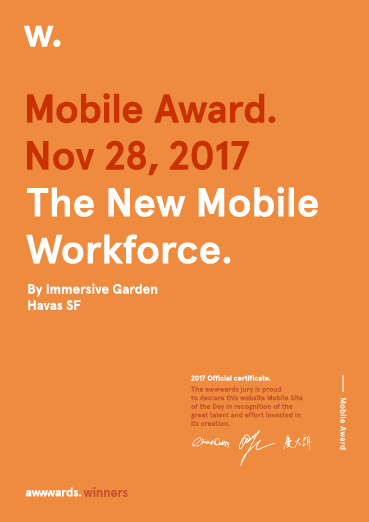 w.
Mobile Award.
Nov 28, 2017
The New Mobile
Workforce.
By Immersive Garden
Havas SF
2017 Official certificate.
The awwwards jury is proud
to declare this website Mobile Site
of the Day in recognition of the
great talent and effort invested in
its creation.
Mobile Award
awwwards. winners